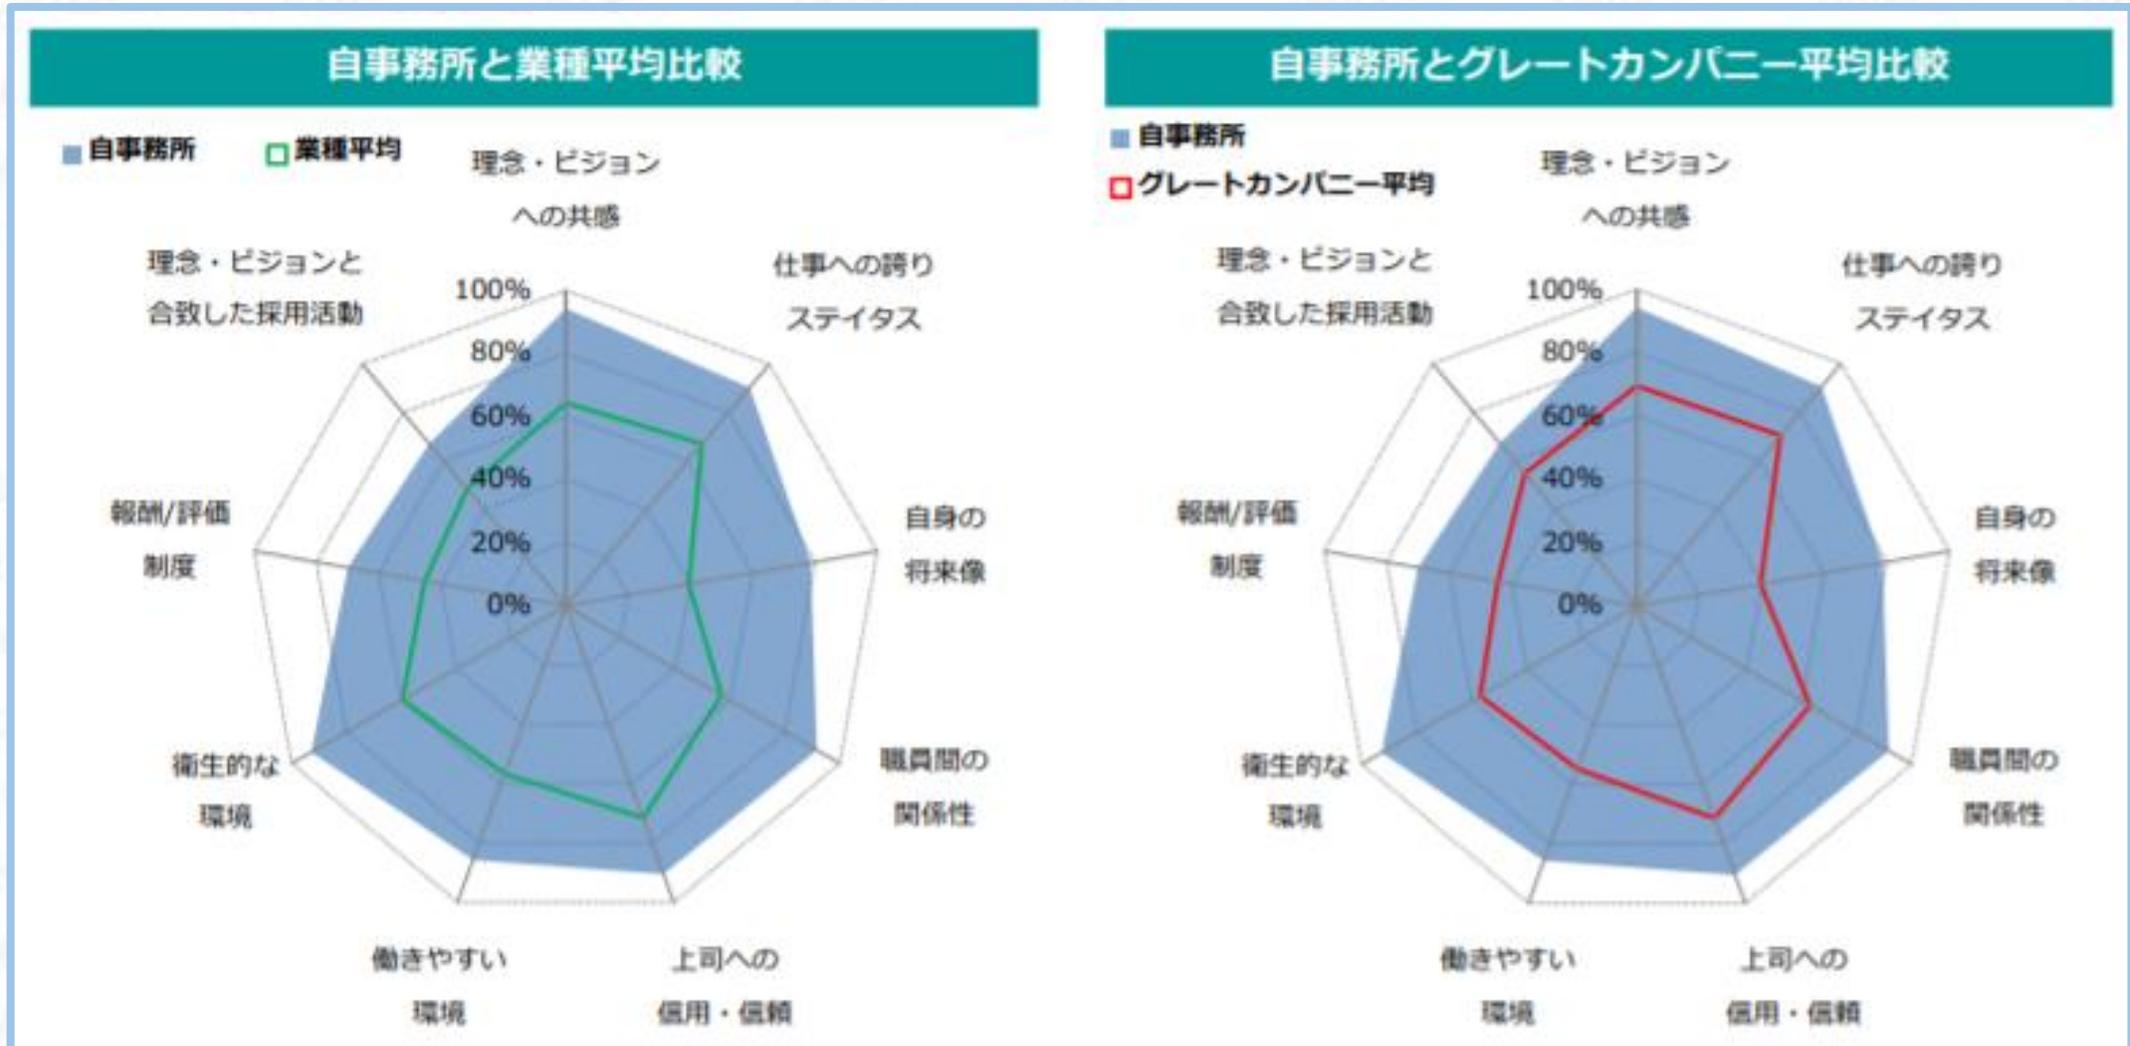 自事務所と業種平均比較
自事務所
業種平均
理念・ビジョン
への共感
仕事への誇り
ステイタス
自身の
将来像
職員間の
関係性
上司への
信用・信頼
働きやすい
環境
衛生的な
環境
報酬/評価
制度
理念・ビジョンと
合致した採用活動
100%
80%
60%
40%
20%
0%
自事務所とグレートカンパニー平均比較
自事務所
グレートカンパニー平均
理念・ビジョン
への共感
仕事への誇り
ステイタス
自身の
将来像
職員間の
関係性
上司への
信用・信頼
働きやすい
環境
衛生的な
環境
報酬/評価
制度
理念・ビジョンと
合致した採用活動
100%
80%
60%
40%
20%
0%